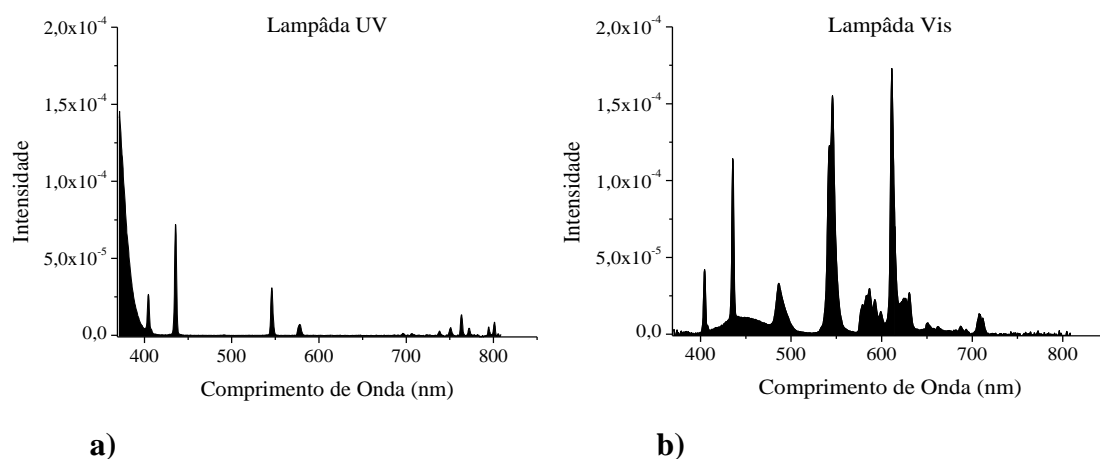 Lampâda UV
2,0x10⁻⁴
1,5x10⁻⁴
1,0x10⁻⁴
5,0x10⁻⁵
0,0
Intensidade
400 500 600 700 800
Comprimento de Onda (nm)
a)
Lampâda Vis
2,0x10⁻⁴
1,5x10⁻⁴
1,0x10⁻⁴
5,0x10⁻⁵
0,0
Intensidade
400 500 600 700 800
Comprimento de Onda (nm)
b)